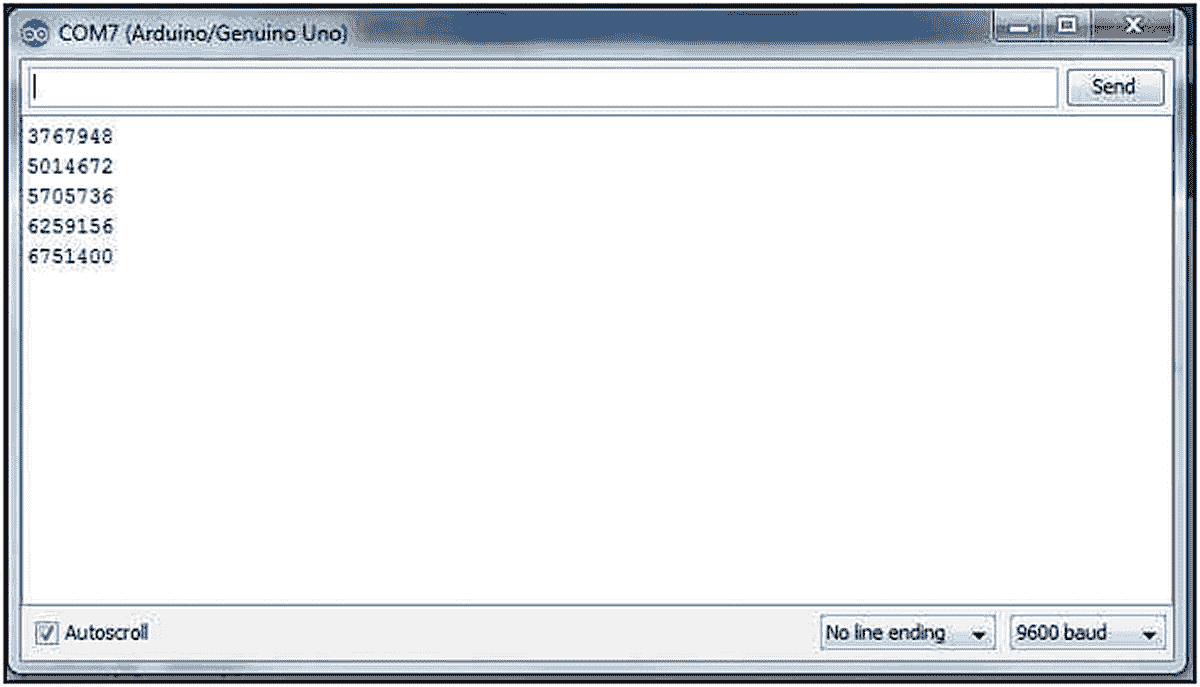 COM7 (Arduino/Genuino Uno)
Send
3767948
5014672
5705736
6259156
6751400
Autoscroll
No line ending
9600 baud